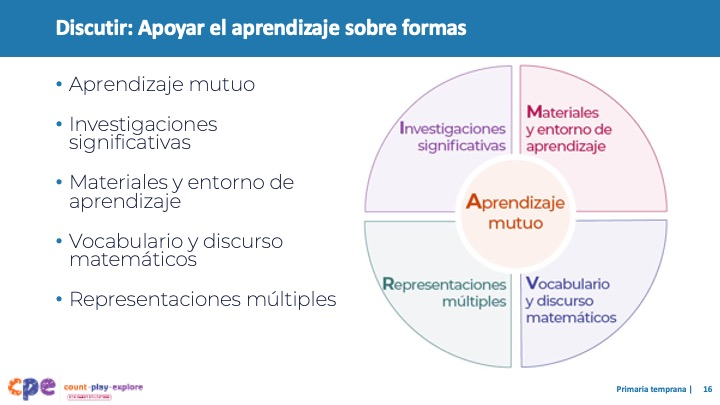 Discutir: Apoyar el aprendizaje sobre formas
• Aprendizaje mutuo
• Investigaciones
significativas
• Materiales y entorno de
aprendizaje
• Vocabulario y discurso
matemáticos
• Representaciones múltiples
Investigaciones
significativas
Materiales
y entorno de
aprendizaje
Aprendizaje
mutuo
Representaciones
múltiples
Vocabulario
y discurso
matemáticos
cpe
count-play-explore
Primaria temprana | 16